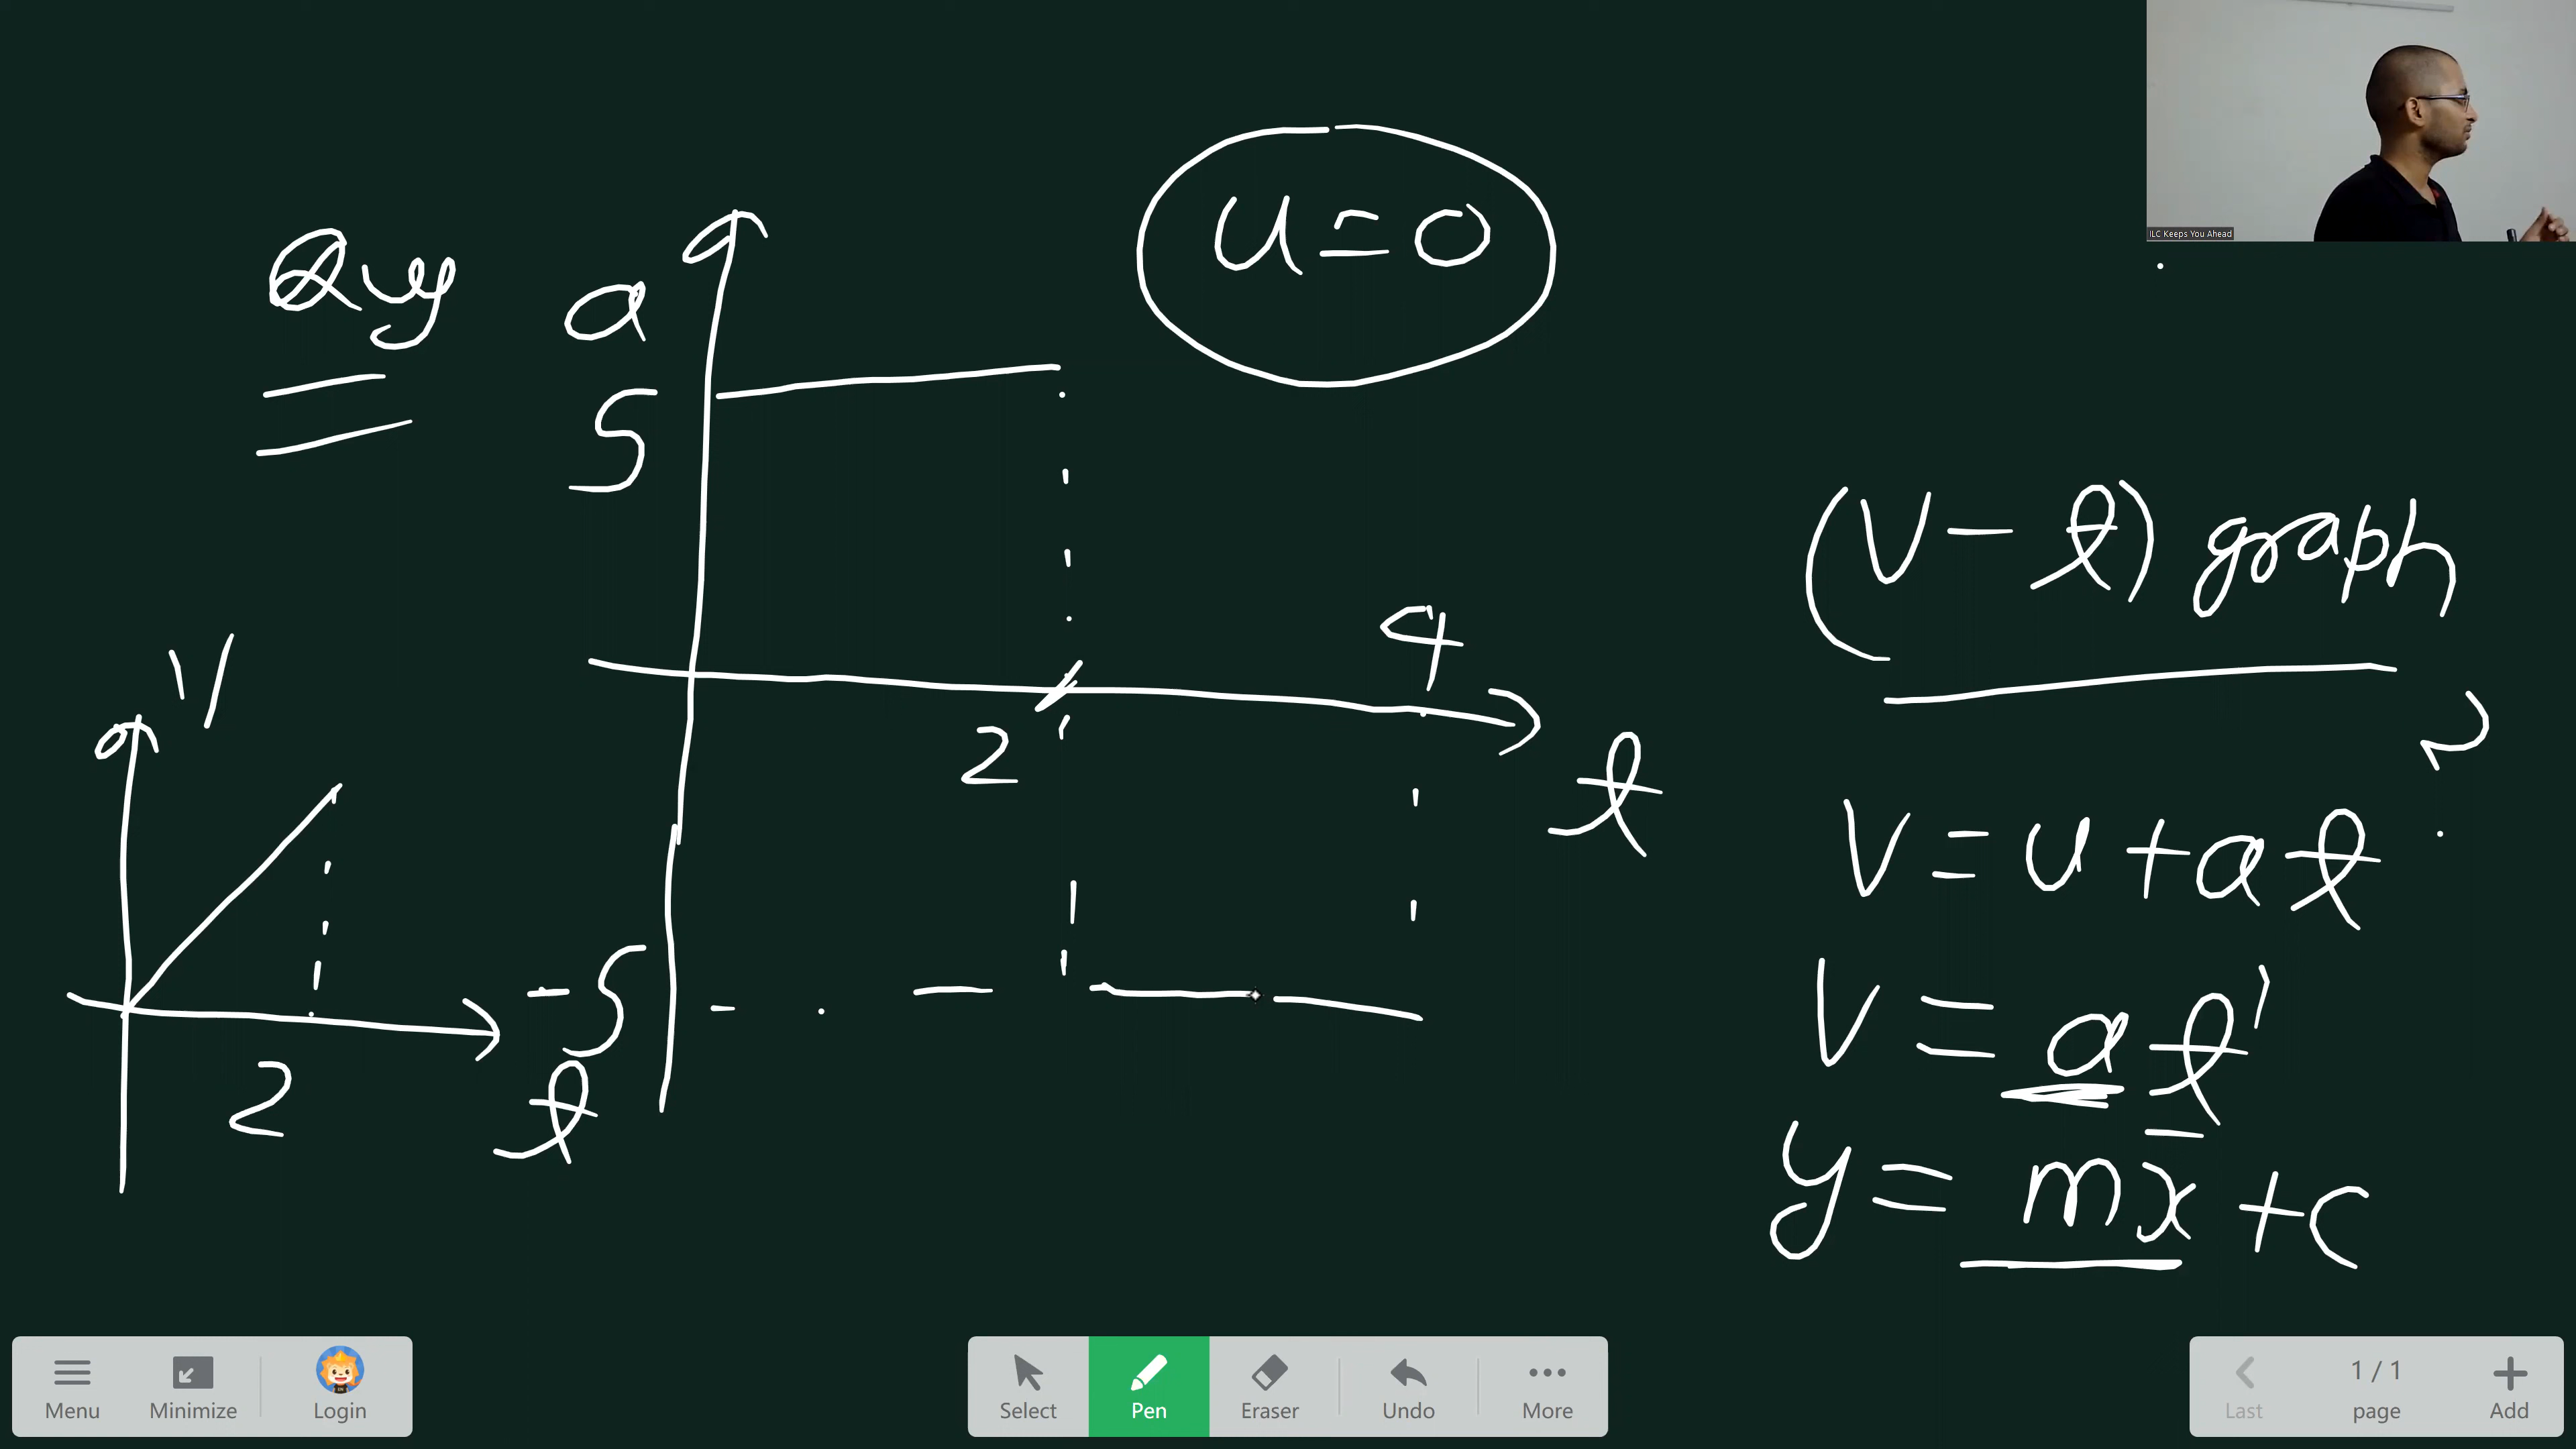 Ques
a
5
-5
2
4
t
u=0
v
2
t
(v-t) graph
?
v=u+at
v=at
y=mx+c
ILC Keeps You Ahead
Menu
Minimize
Login
Select
Pen
Eraser
Undo
More
Last
1 / 1
page
Add